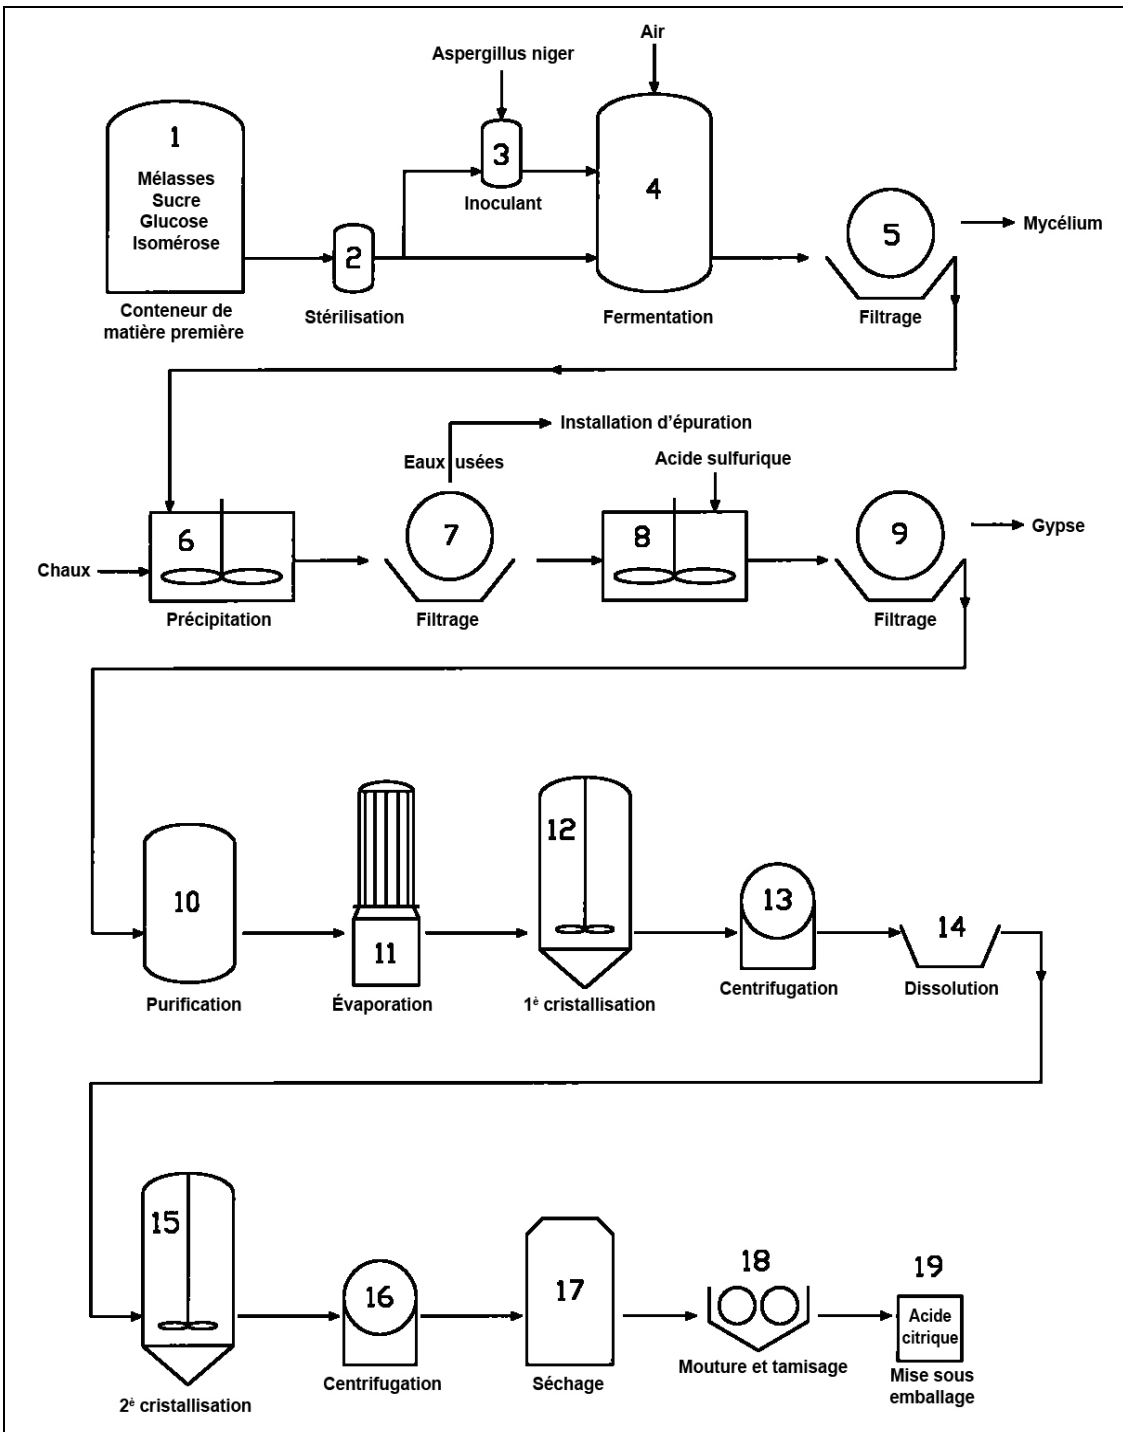 Air
Aspergillus niger
1
Mélasses
Sucre
Glucose
Isomérose
Conteneur de
matière première
2
Stérilisation
3
Inoculant
4
Fermentation
5
Filtrage
Mycélium
Installation d'épuration
Eaux usées
Acide sulfurique
Chaux
6
Précipitation
7
Filtrage
8
9
Filtrage
Gypse
10
Purification
11
Évaporation
12
1è cristallisation
13
Centrifugation
14
Dissolution
15
2è cristallisation
16
Centrifugation
17
Séchage
18
Mouture et tamisage
19
Acide
citrique
Mise sous
emballage